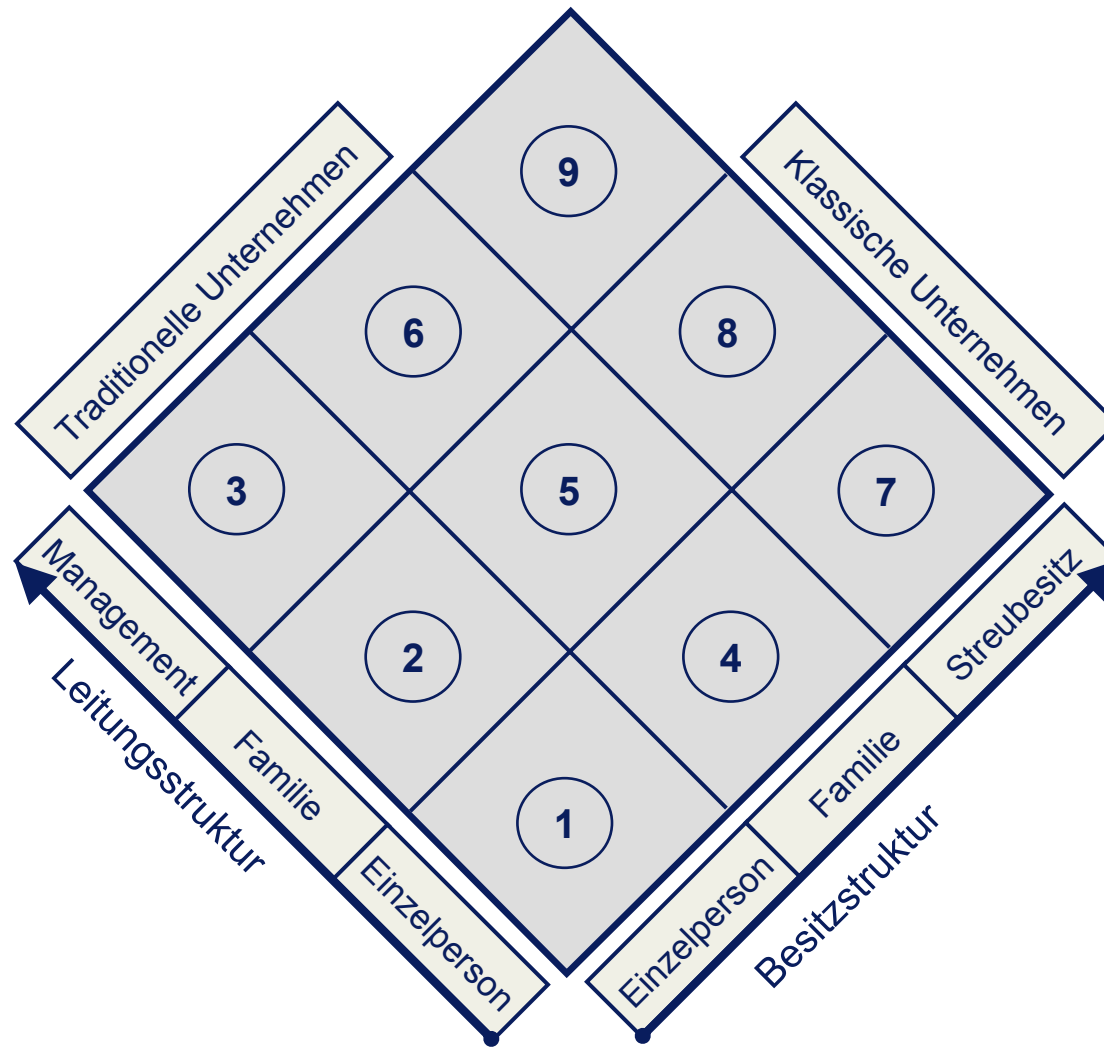 Traditionelle Unternehmen
Klassische Unternehmen
9
6
8
3
5
7
2
4
1
Management
Familie
Einzelperson
Leitungsstruktur
Einzelperson
Familie
Streubesitz
Besitzstruktur